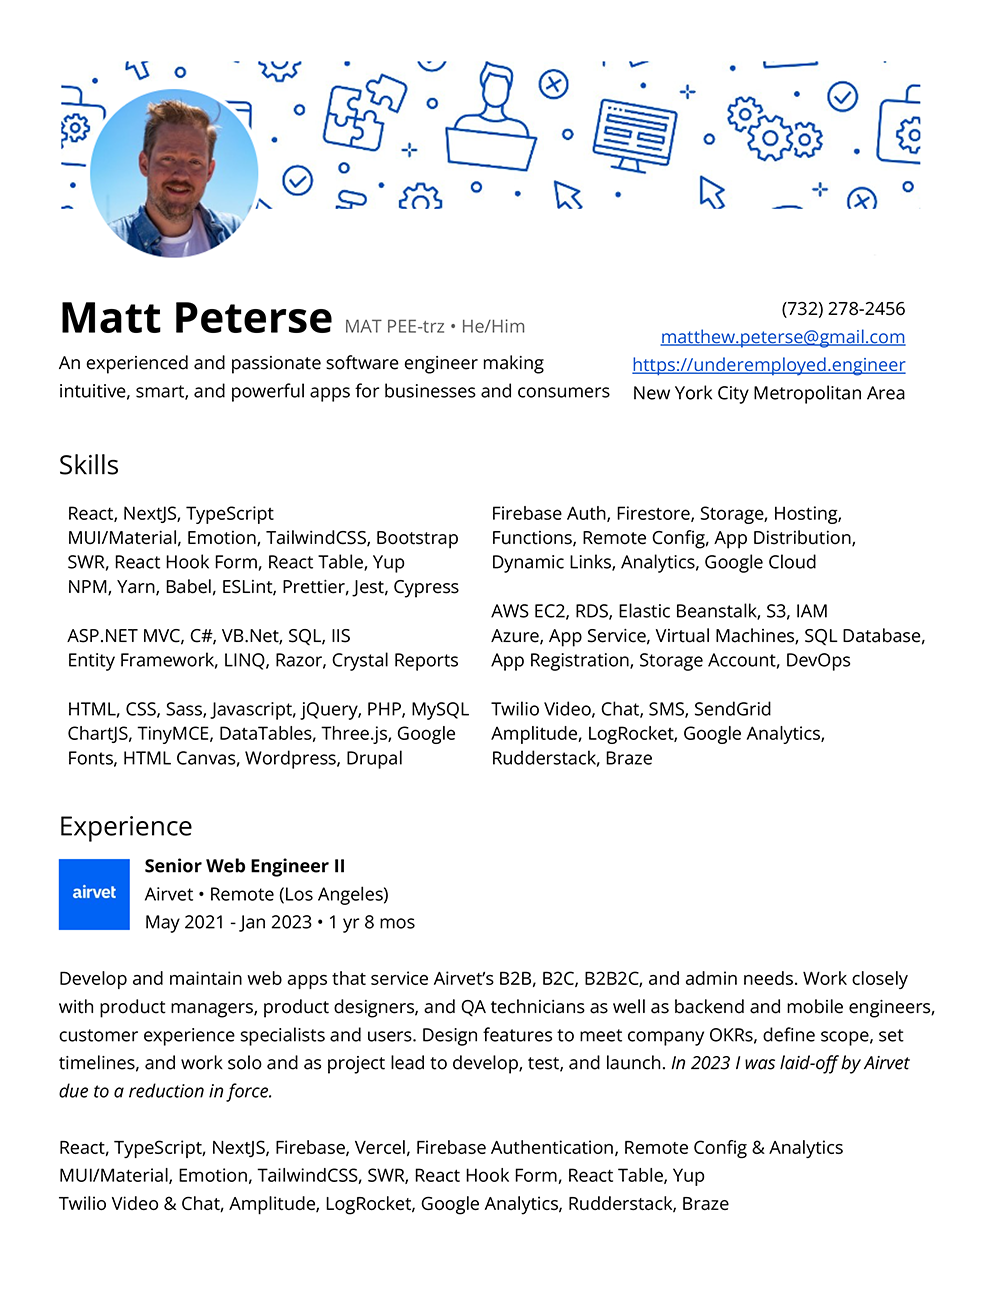 Matt Peterse MAT PEE-trz • He/Him
An experienced and passionate software engineer making
intuitive, smart, and powerful apps for businesses and consumers
(732) 278-2456
matthew.peterse@gmail.com
https://underemployed.engineer
New York City Metropolitan Area
Skills
React, NextJS, TypeScript
MUI/Material, Emotion, TailwindCSS, Bootstrap
SWR, React Hook Form, React Table, Yup
NPM, Yarn, Babel, ESLint, Prettier, Jest, Cypress
ASP.NET MVC, C#, VB.Net, SQL, IIS
Entity Framework, LINQ, Razor, Crystal Reports
HTML, CSS, Sass, Javascript, jQuery, PHP, MySQL
ChartJS, TinyMCE, DataTables, Three.js, Google
Fonts, HTML Canvas, Wordpress, Drupal
Firebase Auth, Firestore, Storage, Hosting,
Functions, Remote Config, App Distribution,
Dynamic Links, Analytics, Google Cloud
AWS EC2, RDS, Elastic Beanstalk, S3, IAM
Azure, App Service, Virtual Machines, SQL Database,
App Registration, Storage Account, DevOps
Twilio Video, Chat, SMS, SendGrid
Amplitude, LogRocket, Google Analytics,
Rudderstack, Braze
Experience
airvet
Senior Web Engineer II
Airvet • Remote (Los Angeles)
May 2021 - Jan 2023 • 1 yr 8 mos
Develop and maintain web apps that service Airvet’s B2B, B2C, B2B2C, and admin needs. Work closely
with product managers, product designers, and QA technicians as well as backend and mobile engineers,
customer experience specialists and users. Design features to meet company OKRs, define scope, set
timelines, and work solo and as project lead to develop, test, and launch. In 2023 I was laid-off by Airvet
due to a reduction in force.
React, TypeScript, NextJS, Firebase, Vercel, Firebase Authentication, Remote Config & Analytics
MUI/Material, Emotion, TailwindCSS, SWR, React Hook Form, React Table, Yup
Twilio Video & Chat, Amplitude, LogRocket, Google Analytics, Rudderstack, Braze